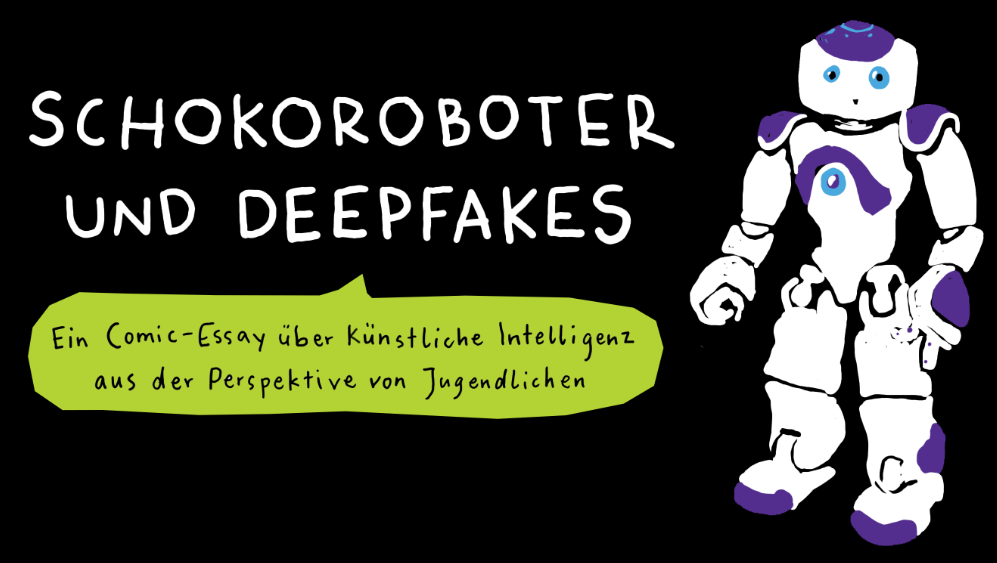 SCHOKOROBOTER
UND DEEPFAKES
Ein Comic-Essay über Künstliche Intelligenz
aus der Perspektive von Jugendlichen